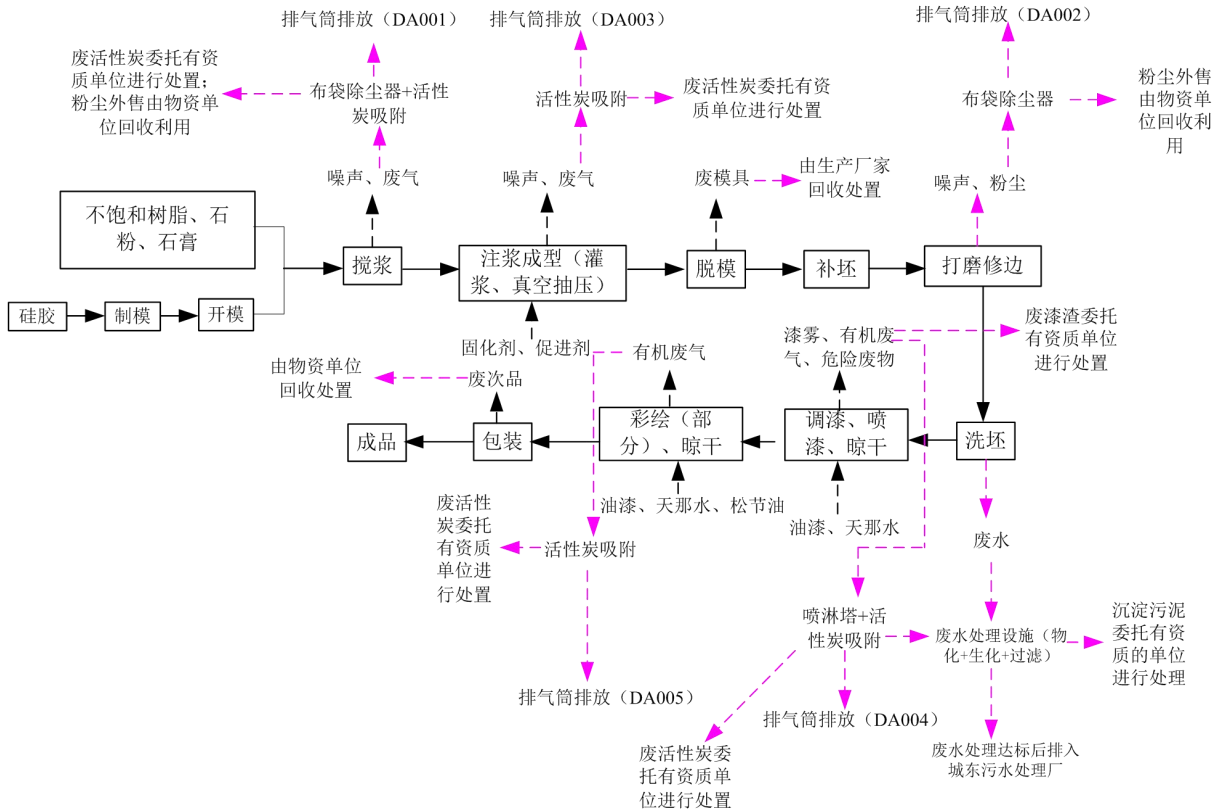 排气筒排放（DA001）
排气筒排放（DA003）
排气筒排放（DA002）
废活性炭委托有资
质单位进行处置；
粉尘外售由物资单
位回收利用
布袋除尘器+活性
炭吸附
活性炭吸附
废活性炭委托有资
质单位进行处置
布袋除尘器
粉尘外售
由物资单
位回收利
用
噪声、废气
噪声、废气
废模具
由生产厂家
回收处置
噪声、粉尘
不饱和树脂、石
粉、石膏
搅浆
注浆成型（灌
浆、真空抽压）
脱模
补坯
打磨修边
硅胶
制模
开模
固化剂、促进剂
有机废气
漆雾、有机废
气、危险废物
废漆渣委托
有资质单位
进行处置
由物资单位
回收处置
废次品
成品
包装
彩绘（部
分）、晾干
调漆、喷
漆、晾干
洗坯
油漆、天那水、松节油
油漆、天那水
废水
废活性
炭委托
有资质
单位进
行处置
活性炭吸附
喷淋塔+活
性炭吸附
废水处理设施（物
化+生化+过滤）
沉淀污泥
委托有资
质的单位
进行处理
排气筒排放（DA005）
排气筒排放（DA004）
废活性炭委
托有资质单
位进行处置
废水处理达标后排入
城东污水处理厂